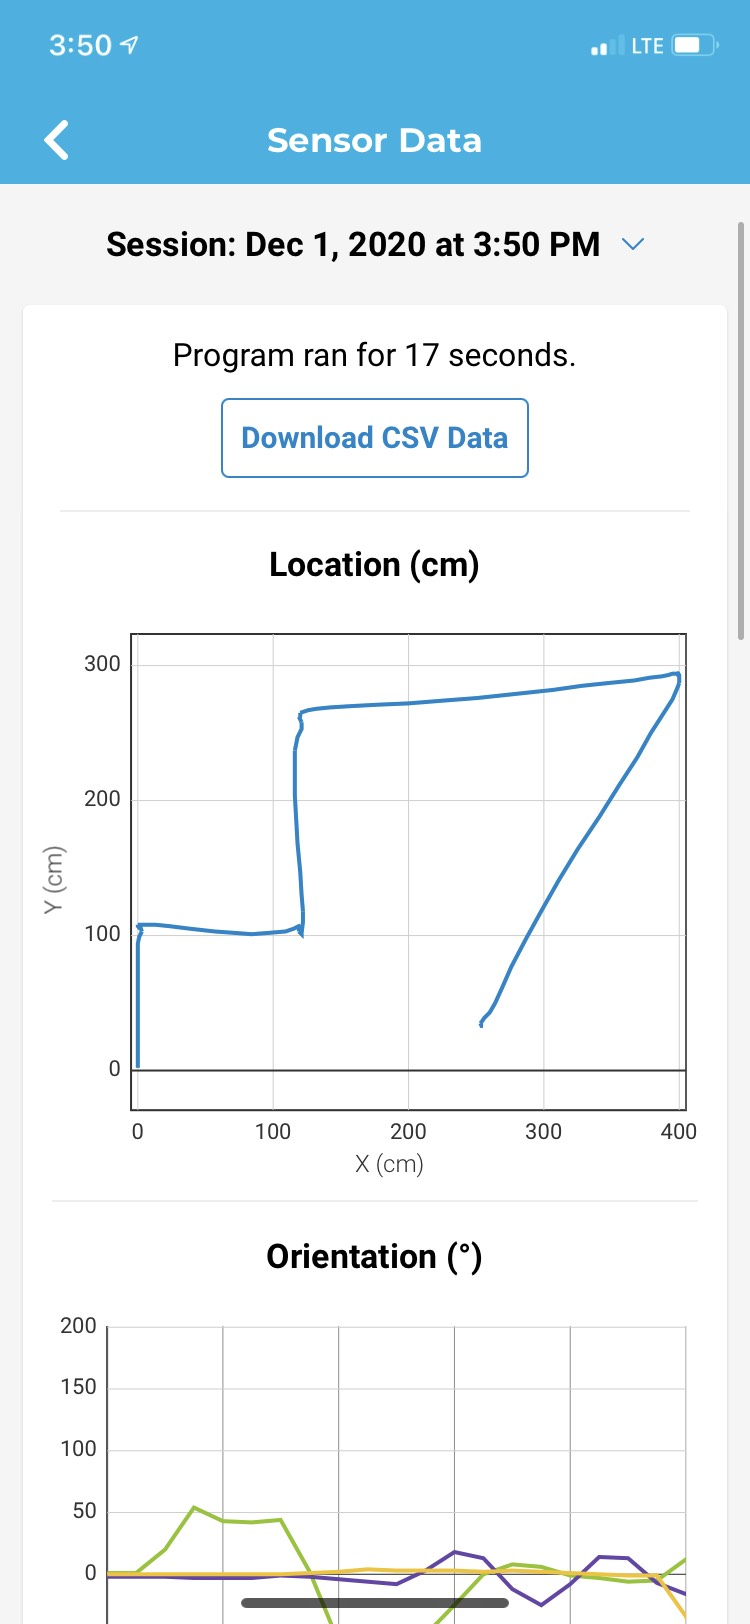 3:50
LTE
Sensor Data
Session: Dec 1, 2020 at 3:50 PM
Program ran for 17 seconds.
Download CSV Data
Location (cm)
300
200
100
0
Y (cm)
0 100 200 300 400
X (cm)
Orientation (°)
200
150
100
50
0